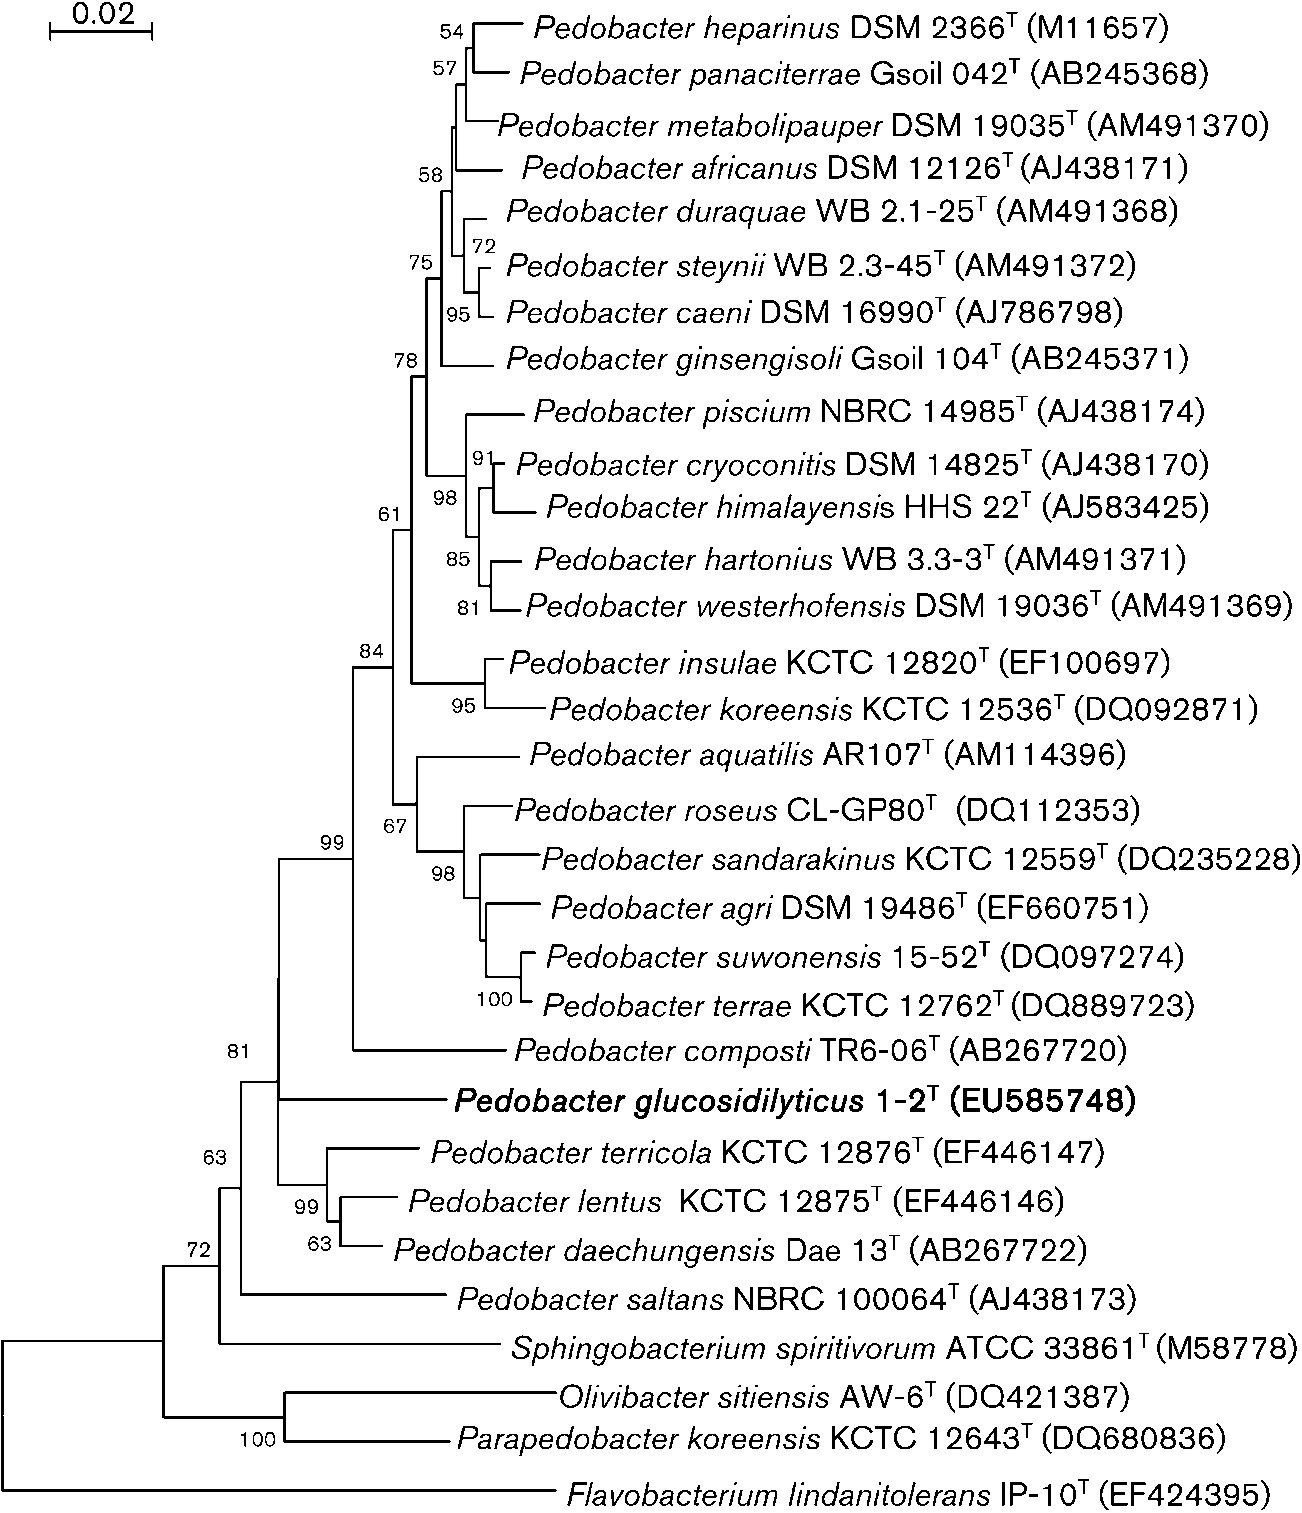 0.02
54
Pedobacter heparinus DSM 2366T (M11657)
57
Pedobacter panaciterrae Gsoil 042T (AB245368)
Pedobacter metabolipauper DSM 19035T (AM491370)
58
Pedobacter africanus DSM 12126T (AJ438171)
Pedobacter duraquae WB 2.1-25T (AM491368)
72
75
Pedobacter steynii WB 2.3-45T (AM491372)
95
Pedobacter caeni DSM 16990T (AJ786798)
78
Pedobacter ginsengisoli Gsoil 104T (AB245371)
Pedobacter piscium NBRC 14985T (AJ438174)
91
Pedobacter cryoconitis DSM 14825T (AJ438170)
98
61
Pedobacter himalayensis HHS 22T (AJ583425)
85
Pedobacter hartonius WB 3.3-3T (AM491371)
81
Pedobacter westerhofensis DSM 19036T (AM491369)
84
Pedobacter insulae KCTC 12820T (EF100697)
95
Pedobacter koreensis KCTC 12536T (DQ092871)
Pedobacter aquatilis AR107T (AM114396)
67
Pedobacter roseus CL-GP80T (DQ112353)
99
98
Pedobacter sandarakinus KCTC 12559T (DQ235228)
Pedobacter agri DSM 19486T (EF660751)
Pedobacter suwonensis 15-52T (DQ097274)
100
Pedobacter terrae KCTC 12762T (DQ889723)
81
Pedobacter composti TR6-06T (AB267720)
Pedobacter glucosidilyticus 1-2T (EU585748)
63
Pedobacter terricola KCTC 12876T (EF446147)
99
Pedobacter lentus KCTC 12875T (EF446146)
72
63
Pedobacter daechungensis Dae 13T (AB267722)
Pedobacter saltans NBRC 100064T (AJ438173)
Sphingobacterium spiritivorum ATCC 33861T (M58778)
Olivibacter sitiensis AW-6T (DQ421387)
100
Parapedobacter koreensis KCTC 12643T (DQ680836)
Flavobacterium lindanitolerans IP-10T (EF424395)